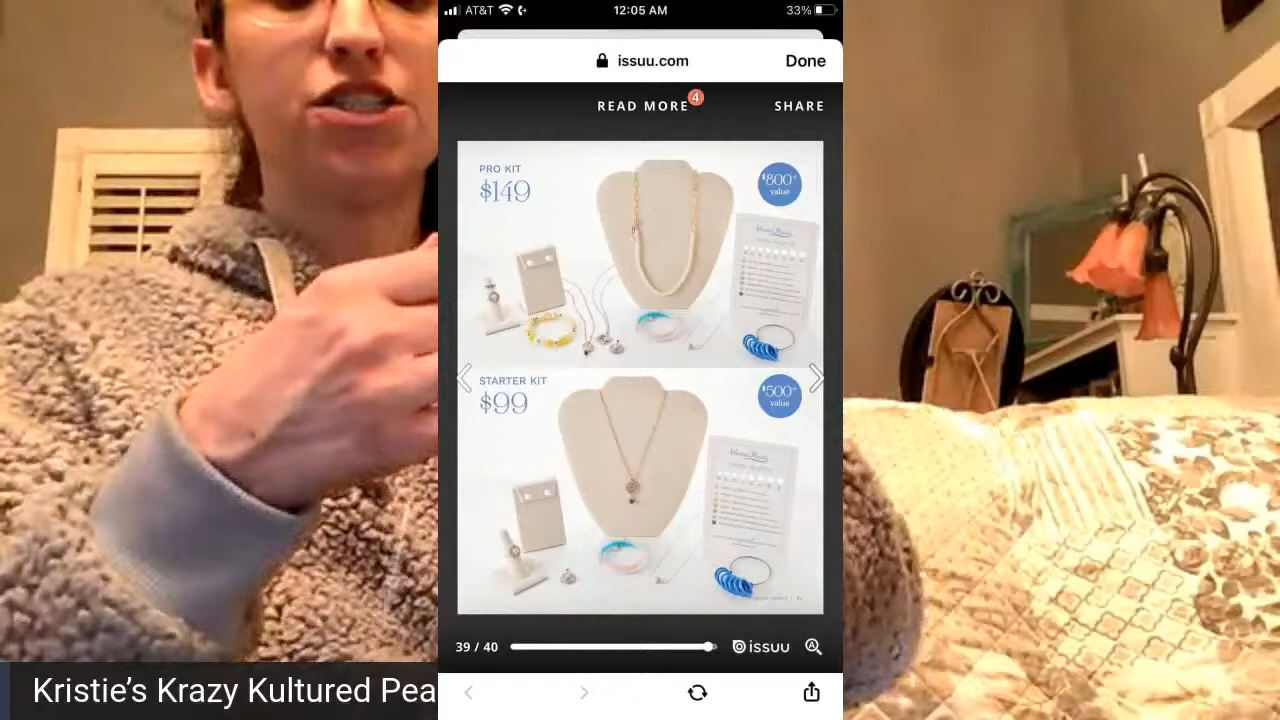 AT&T
12:05 AM
33%
issuu.com
Done
READ MORE
4
SHARE
PRO KIT
$149
$800+
value
STARTER KIT
$99
$500+
value
39 / 40
issuu
Kristie’s Krazy Kultured Pea